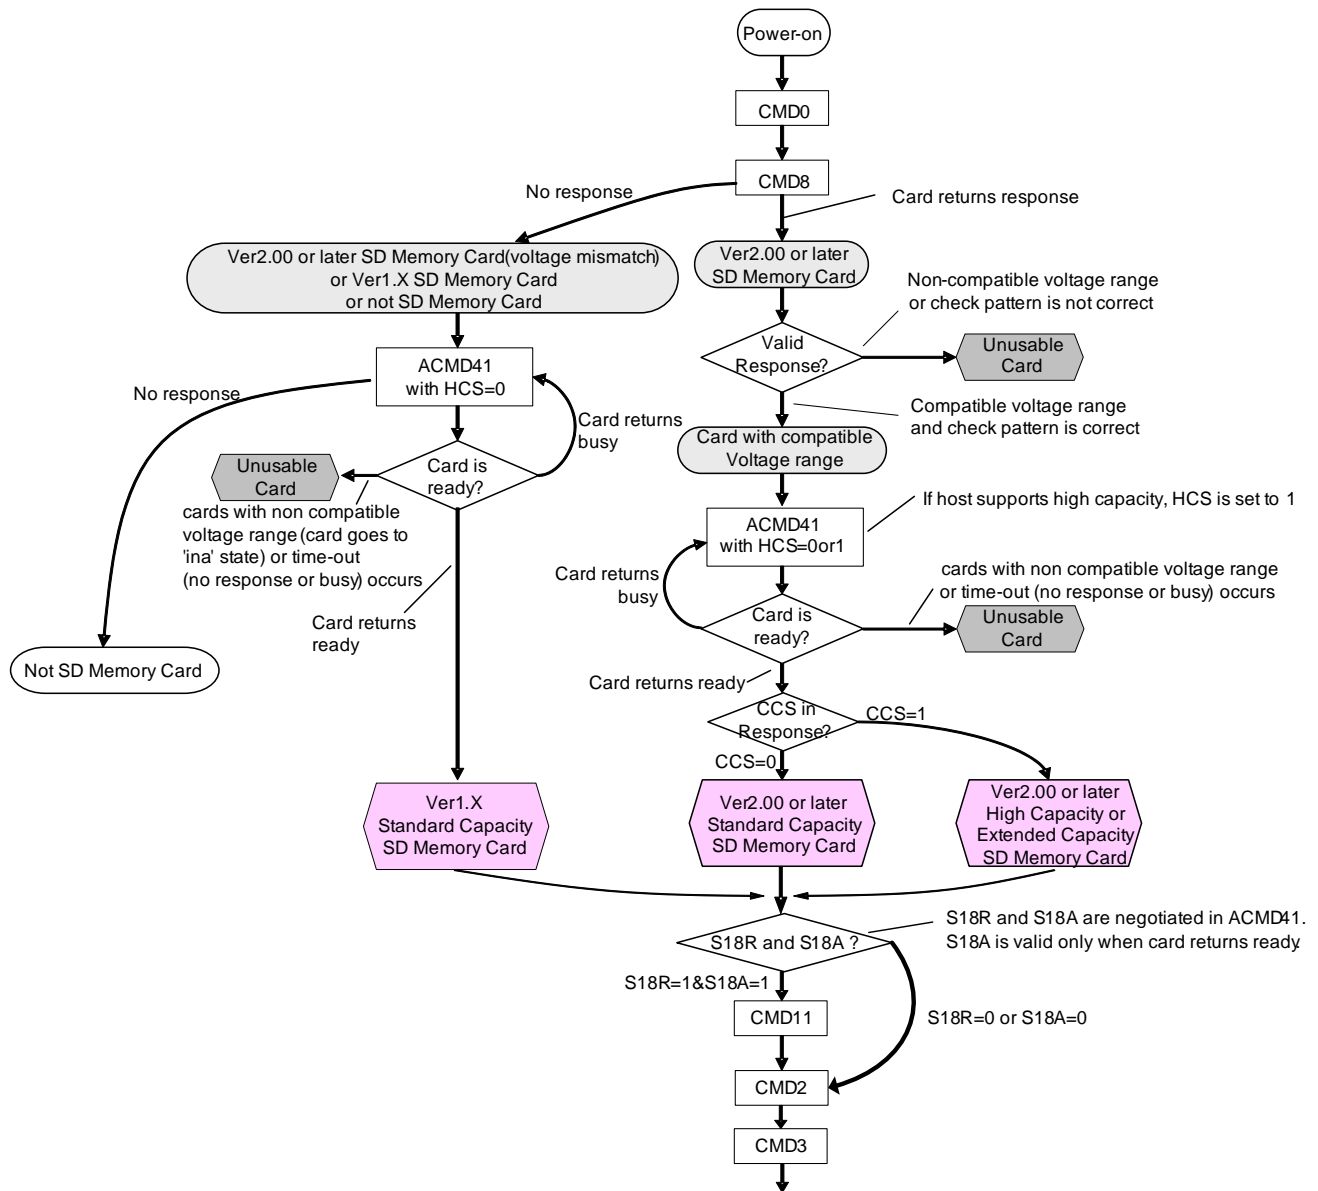 Power-on
CMD0
CMD8
No response
Card returns response
Ver2.00 or later SD Memory Card(voltage mismatch)
or Ver1.X SD Memory Card
or not SD Memory Card
Ver2.00 or later
SD Memory Card
Non-compatible voltage range
or check pattern is not correct
Valid
Response?
Unusable
Card
ACMD41
with HCS=0
No response
Card returns
busy
Compatible voltage range
and check pattern is correct
Card with compatible
Voltage range
Card is
ready?
Unusable
Card
cards with non compatible
voltage range (card goes to
'ina' state) or time-out
(no response or busy) occurs
If host supports high capacity, HCS is set to 1
ACMD41
with HCS=0or1
Card returns
busy
cards with non compatible voltage range
or time-out (no response or busy) occurs
Card is
ready?
Unusable
Card
Card returns
ready
Not SD Memory Card
Card returns ready
CCS in
Response?
CCS=1
CCS=0
Ver1.X
Standard Capacity
SD Memory Card
Ver2.00 or later
Standard Capacity
SD Memory Card
Ver2.00 or later
High Capacity or
Extended Capacity
SD Memory Card
S18R and S18A ?
S18R and S18A are negotiated in ACMD41.
S18A is valid only when card returns ready.
S18R=1&S18A=1
CMD11
S18R=0 or S18A=0
CMD2
CMD3